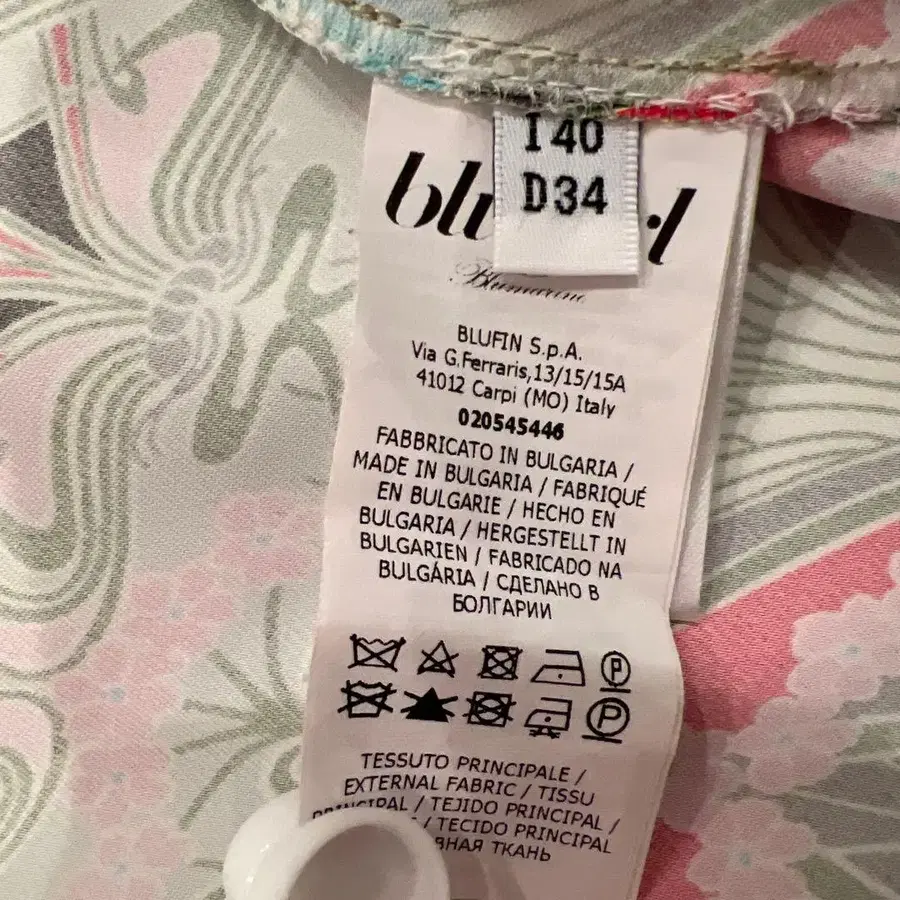 I 40
D34
Blumarine
BLUFIN S.p.A.
Via G.Ferraris,13/15/15A
41012 Carpi (MO) Italy
020545446
FABBRICATO IN BULGARIA /
MADE IN BULGARIA / FABRIQUÉ
EN BULGARIE / HECHO EN
BULGARIA / HERGESTELLT IN
BULGARIEN / FABRICADO NA
BULGÁRIA / СДЕЛАНО В
БОЛГАРИИ
P
P
TESSUTO PRINCIPALE /
EXTERNAL FABRIC / TISSU
PRINCIPAL / TEJIDO PRINCIPAL /
/ TECIDO PRINCIPAL
ТКАНЬ